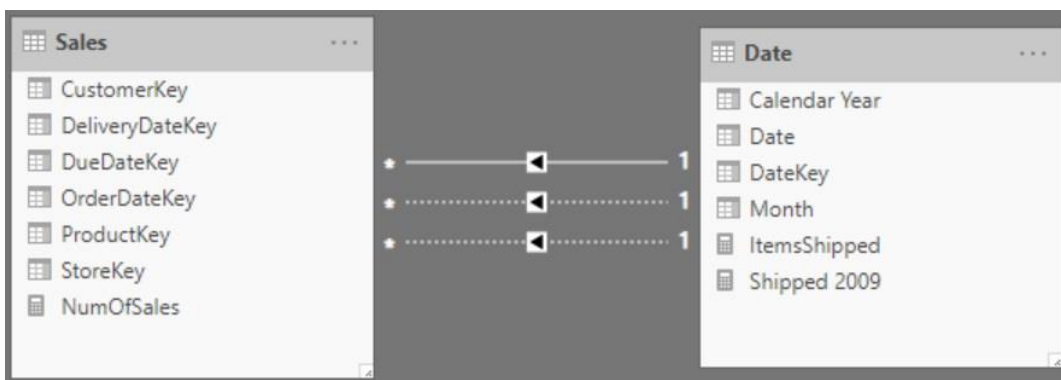 Sales ...
CustomerKey
DeliveryDateKey
DueDateKey
OrderDateKey
ProductKey
StoreKey
NumOfSales
* 1
* 1
* 1
Date ...
Calendar Year
Date
DateKey
Month
ItemsShipped
Shipped 2009